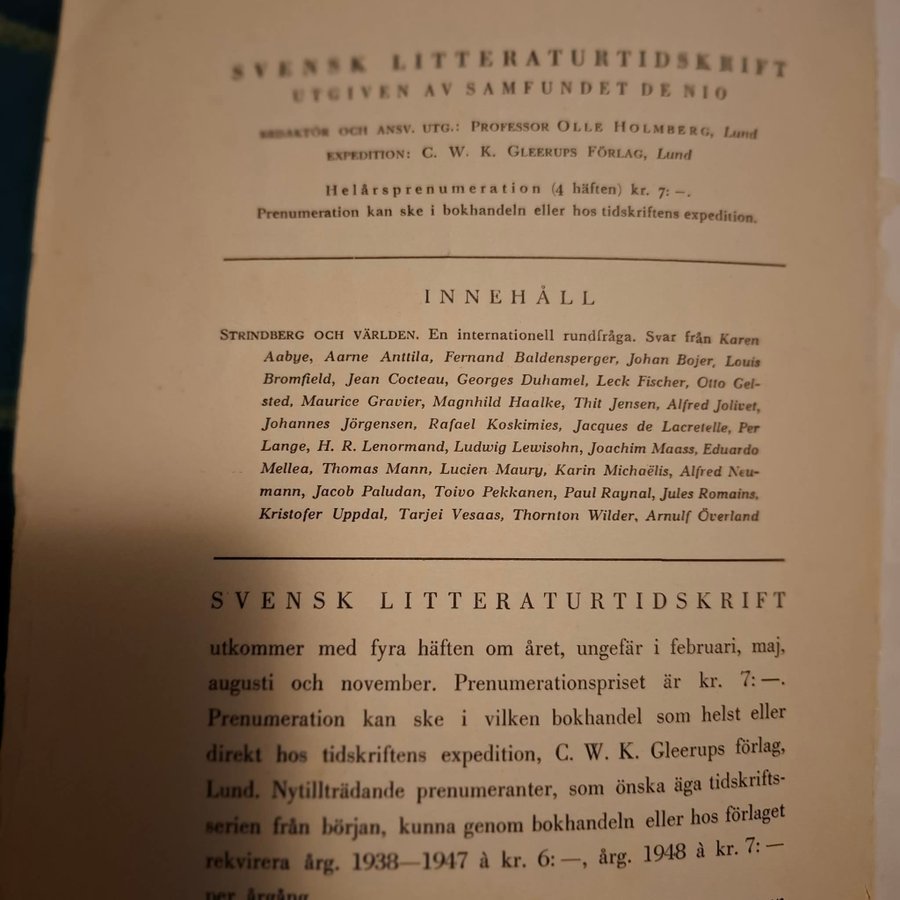 SVENSK LITTERATURTIDSKRIFT
UTGIVEN AV SAMFUNDET DE NIO
REDAKTÖR OCH ANSV. UTG.: PROFESSOR OLLE HOLMBERG, Lund
EXPEDITION: C. W. K. GLEERUPS FÖRLAG, Lund
Helårsprenumeration (4 häften) kr. 7: —.
Prenumeration kan ske i bokhandeln eller hos tidskriftens expedition.
INNEHÅLL
STRINDBERG OCH VÄRLDEN. En internationell rundfråga. Svar från Karen
Aabye, Aarne Anttila, Fernand Baldensperger, Johan Bojer, Louis
Bromfield, Jean Cocteau, Georges Duhamel, Leck Fischer, Otto Gel-
sted, Maurice Gravier, Magnhild Haalke, Thit Jensen, Alfred Jolivet,
Johannes Jörgensen, Rafael Koskimies, Jacques de Lacretelle, Per
Lange, H. R. Lenormand, Ludwig Lewisohn, Joachim Maass, Eduardo
Mellea, Thomas Mann, Lucien Maury, Karin Michaëlis, Alfred Neu-
mann, Jacob Paludan, Toivo Pekkanen, Paul Raynal, Jules Romains,
Kristofer Uppdal, Tarjei Vesaas, Thornton Wilder, Arnulf Överland
SVENSK LITTERATURTIDSKRIFT
utkommer med fyra häften om året, ungefär i februari, maj,
augusti och november. Prenumerationspriset är kr. 7: —.
Prenumeration kan ske i vilken bokhandel som helst eller
direkt hos tidskriftens expedition, C. W. K. Gleerups förlag,
Lund. Nytillträdande prenumeranter, som önska äga tidskrifts-
serien från början, kunna genom bokhandeln eller hos förlaget
rekvirera årg. 1938—1947 à kr. 6: —, årg. 1948 à kr. 7: —
per årgång